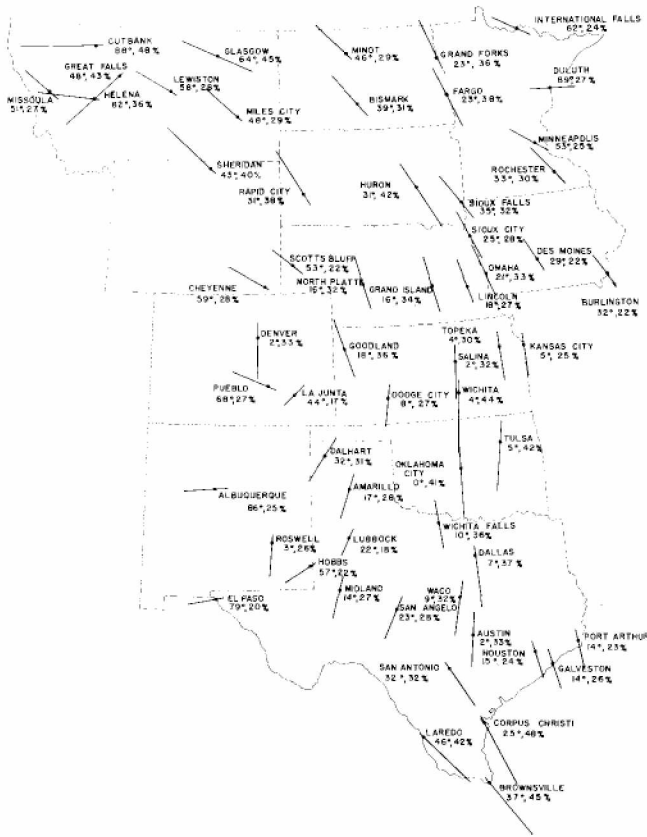 INTERNATIONAL FALLS
62°,24%
CUTBANK
88°, 48%
GLASGOW
64°, 45%
MINOT
46°, 29%
GRAND FORKS
23°, 36%
GREAT FALLS
48°, 43%
LEWISTON
58°, 28%
DULUTH
89°,27%
MISSOULA
51°,27%
HELENA
82°,36%
MILES CITY
48°,29%
BISMARK
39°,31%
FARGO
23°,38%
MINNEAPOLIS
53°,25%
SHERIDAN
43°,40%
ROCHESTER
33°, 30%
RAPID CITY
31°,38%
HURON
31°, 42%
SIOUX FALLS
35°, 32%
SIOUX CITY
25°, 28%
SCOTTS BLUFF
53°,22%
DES MOINES
29°,22%
OMAHA
21°,33%
CHEYENNE
59°, 28%
NORTH PLATTE
16°,32%
GRAND ISLAND
16°, 34%
LINCOLN
18°,27%
BURLINGTON
32°,22%
DENVER
2°,33%
GOODLAND
18°, 36%
TOPEKA
4°,30%
KANSAS CITY
5°, 25%
SALINA
2°,32%
PUEBLO
68°,27%
LA JUNTA
44°,17%
DODGE CITY
8°, 27%
WICHITA
4°,44%
TULSA
5°, 42%
DALHART
32°,31%
OKLAHOMA
CITY
0°,41%
ALBUQUERQUE
86°,25%
AMARILLO
17°,28%
WICHITA FALLS
10°,36%
ROSWELL
3°,26%
LUBBOCK
22°,18%
DALLAS
7°,37%
HOBBS
57°,22%
MIDLAND
14°,27%
WACO
9°,32%
EL PASO
79°,20%
SAN ANGELO
23°,28%
AUSTIN
2°,33%
PORT ARTHUR
14°,23%
HOUSTON
15°,24%
SAN ANTONIO
32°,32%
GALVESTON
14°,26%
LAREDO
46°,42%
CORPUS CHRISTI
25°,48%
BROWNSVILLE
37°,45%